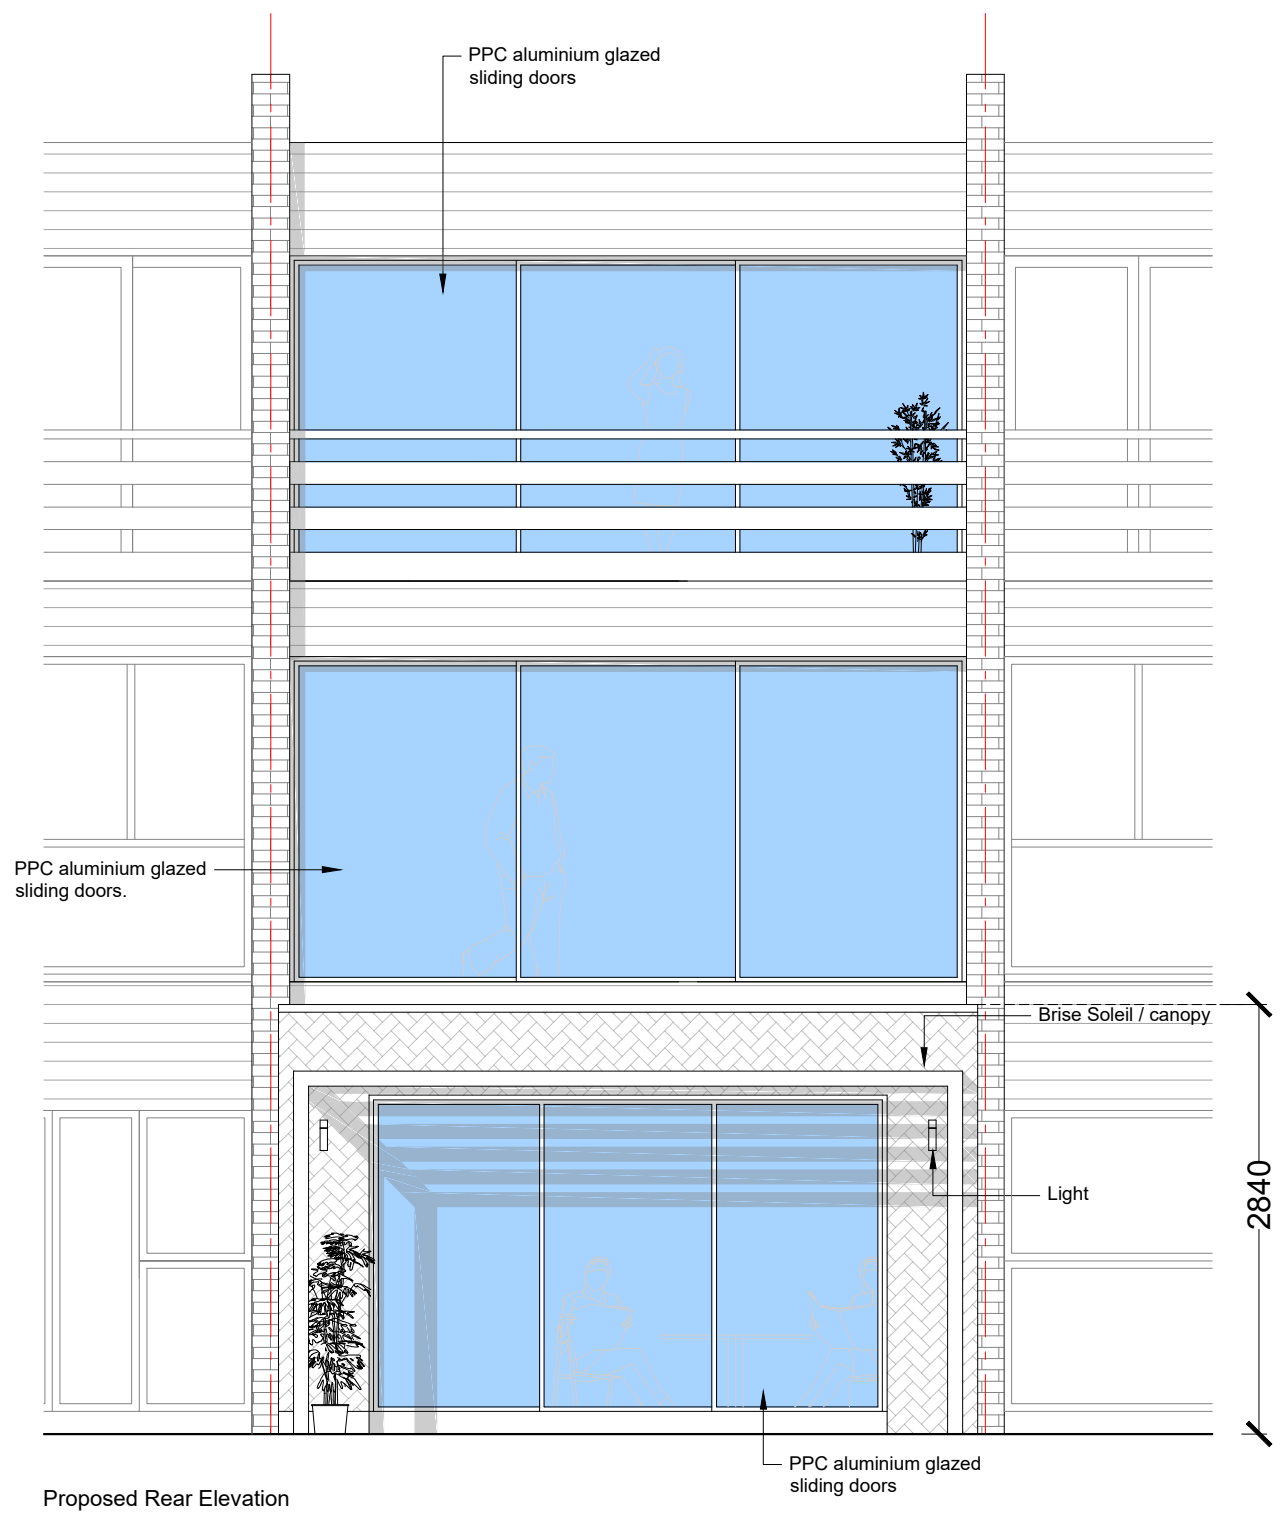 PPC aluminium glazed
sliding doors
PPC aluminium glazed
sliding doors.
Brise Soleil / canopy
Light
2840
PPC aluminium glazed
sliding doors
Proposed Rear Elevation